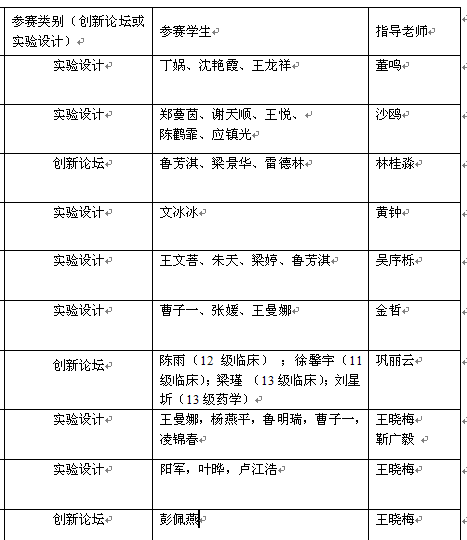 参赛类别（创新论坛或
实验设计）
参赛学生
指导老师
实验设计
丁娲、沈艳霞、王龙祥
董鸣
实验设计
郑蔓茵、谢天顺、王悦、
陈鹳霏、应镇光
沙鸥
创新论坛
鲁芳淇、梁景华、雷德林
林桂淼
实验设计
文冰冰
黄钟
实验设计
王文菩、朱天、梁婷、鲁芳淇
吴序栎
实验设计
曹子一、张媛、王曼娜
金哲
创新论坛
陈雨（12 级临床） ；徐馨宇（11
级临床）；梁瑾 （13级临床）；刘星
圻（13级药学）
巩丽云
实验设计
王曼娜，杨燕平，鲁明瑞，曹子一，
凌锦春
王晓梅
靳广毅
实验设计
阳军，叶晔，卢江浩
王晓梅
创新论坛
彭佩燕
王晓梅